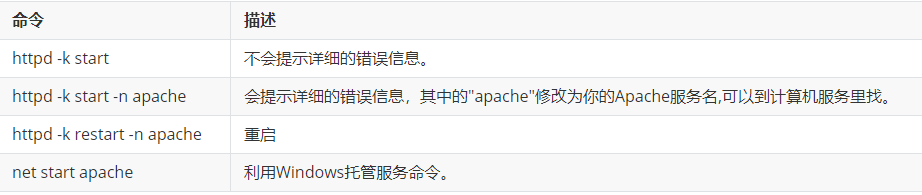 命令 描述
httpd -k start 不会提示详细的错误信息。
httpd -k start -n apache 会提示详细的错误信息，其中的"apache"修改为你的Apache服务名,可以到计算机服务里找。
httpd -k restart -n apache 重启
net start apache 利用Windows托管服务命令。